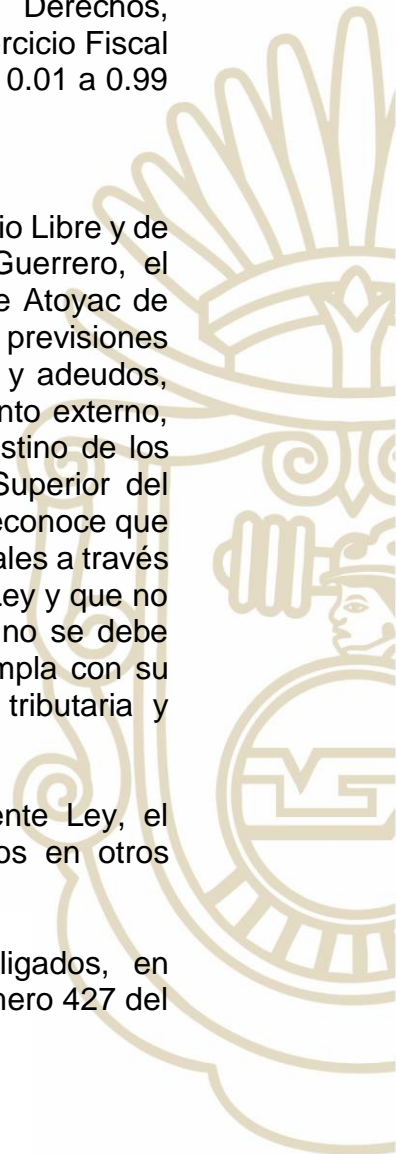 Derechos,
rcicio Fiscal
0.01 a 0.99
io Libre y de
Guerrero, el
e Atoyac de
previsiones
y adeudos,
nto externo,
stino de los
Superior del
econoce que
ales a través
Ley y que no
no se debe
mpla con su
tributaria y
ente Ley, el
os en otros
ligados, en
nero 427 del